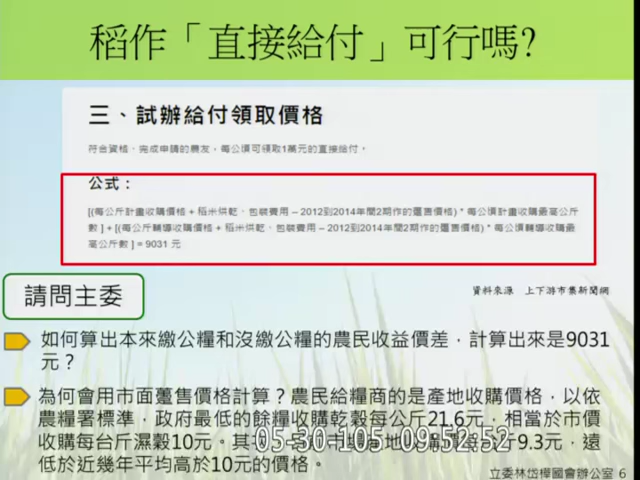 稻作「直接給付」可行嗎?
三、試辦給付領取價格
符合資格、完成申請的農友，每公頃可領取1萬元的直接給付。
公式：
[(每公斤計畫收購價格 + 稻米烘乾、包裝費用 – 2012到2014年間2期作的躉售價格) * 每公頃計畫收購最高公斤
數 ] + [(每公斤輔導收購價格 + 稻米烘乾、包裝費用 – 2012到2014年間2期作的躉售價格) * 每公頃輔導收購最
高公斤數 ] = 9031 元
資料來源 上下游市集新聞網
請問主委
如何算出本來繳公糧和沒繳公糧的農民收益價差，計算出來是9031
元？
為何會用市面躉售價格計算？農民給糧商的是產地收購價格，以依
農糧署標準，政府最低的餘糧收購乾穀每公斤21.6元，相當於市價
收購每台斤濕穀10元。其
9.3元，遠
低於近幾年平均高於10元的價格。
05-30-105 09:52:52
立委林岱樺國會辦公室 6